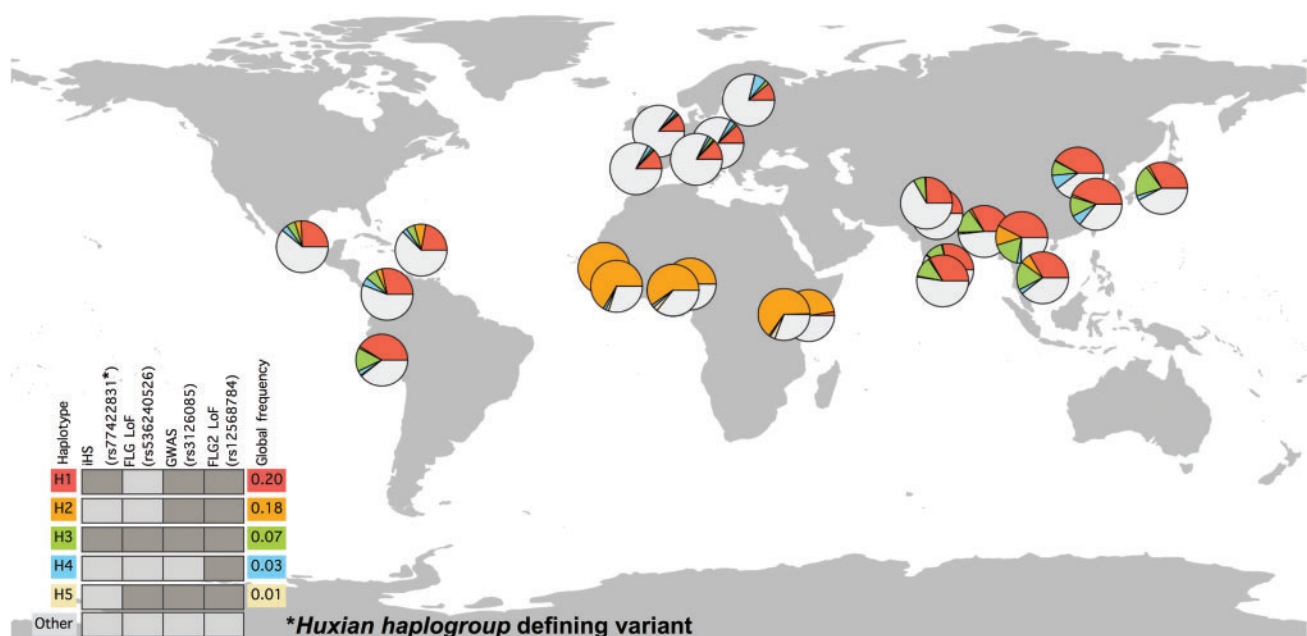 Haplotype
iHS
(rs77422831*)
FLG LoF
(rs536240526)
GWAS
(rs3126085)
FLG2 LoF
(rs12568784)
Global frequency
H1 0.20
H2 0.18
H3 0.07
H4 0.03
H5 0.01
Other
*Huxian haplogroup defining variant